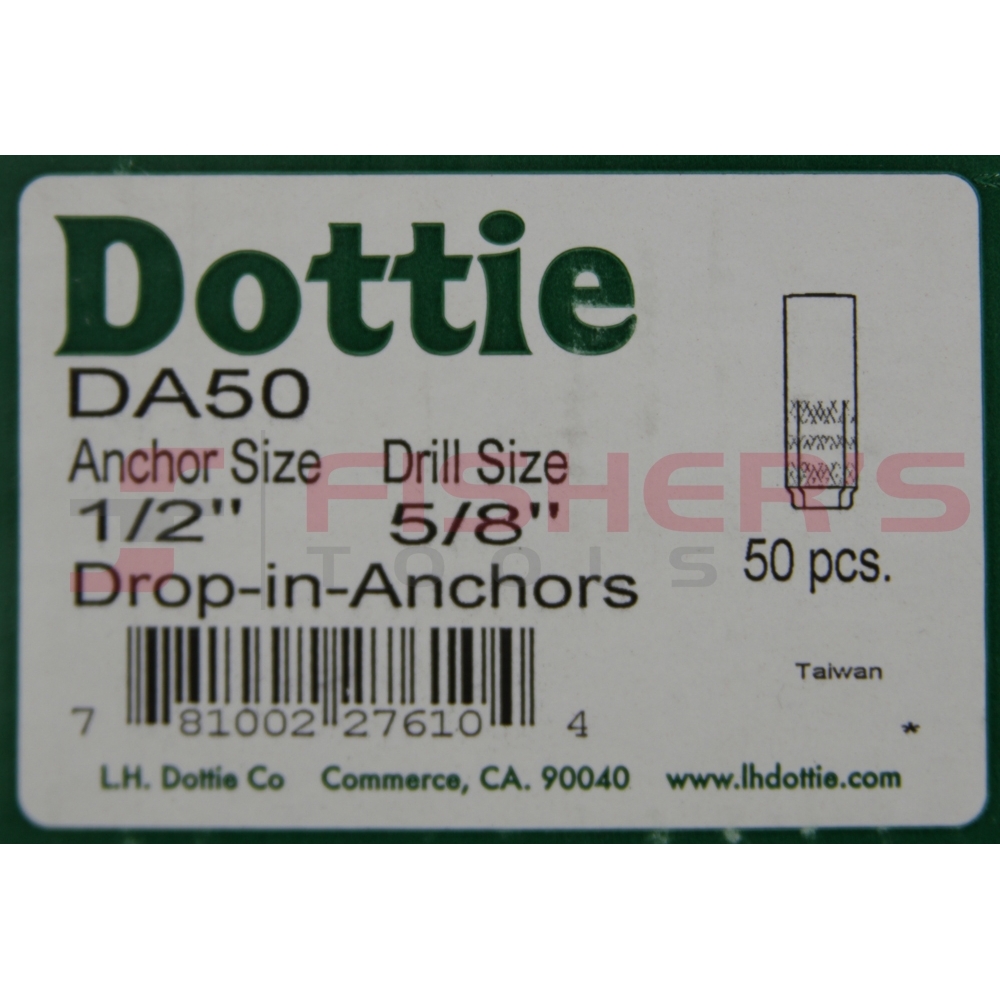 Dottie
DA50
Anchor Size Drill Size
1/2" 5/8"
FISHER'S
TOOLS
Drop-in-Anchors
50 pcs.
Taiwan
7 81002 27610 4
*
L.H. Dottie Co Commerce, CA. 90040 www.lhdottie.com